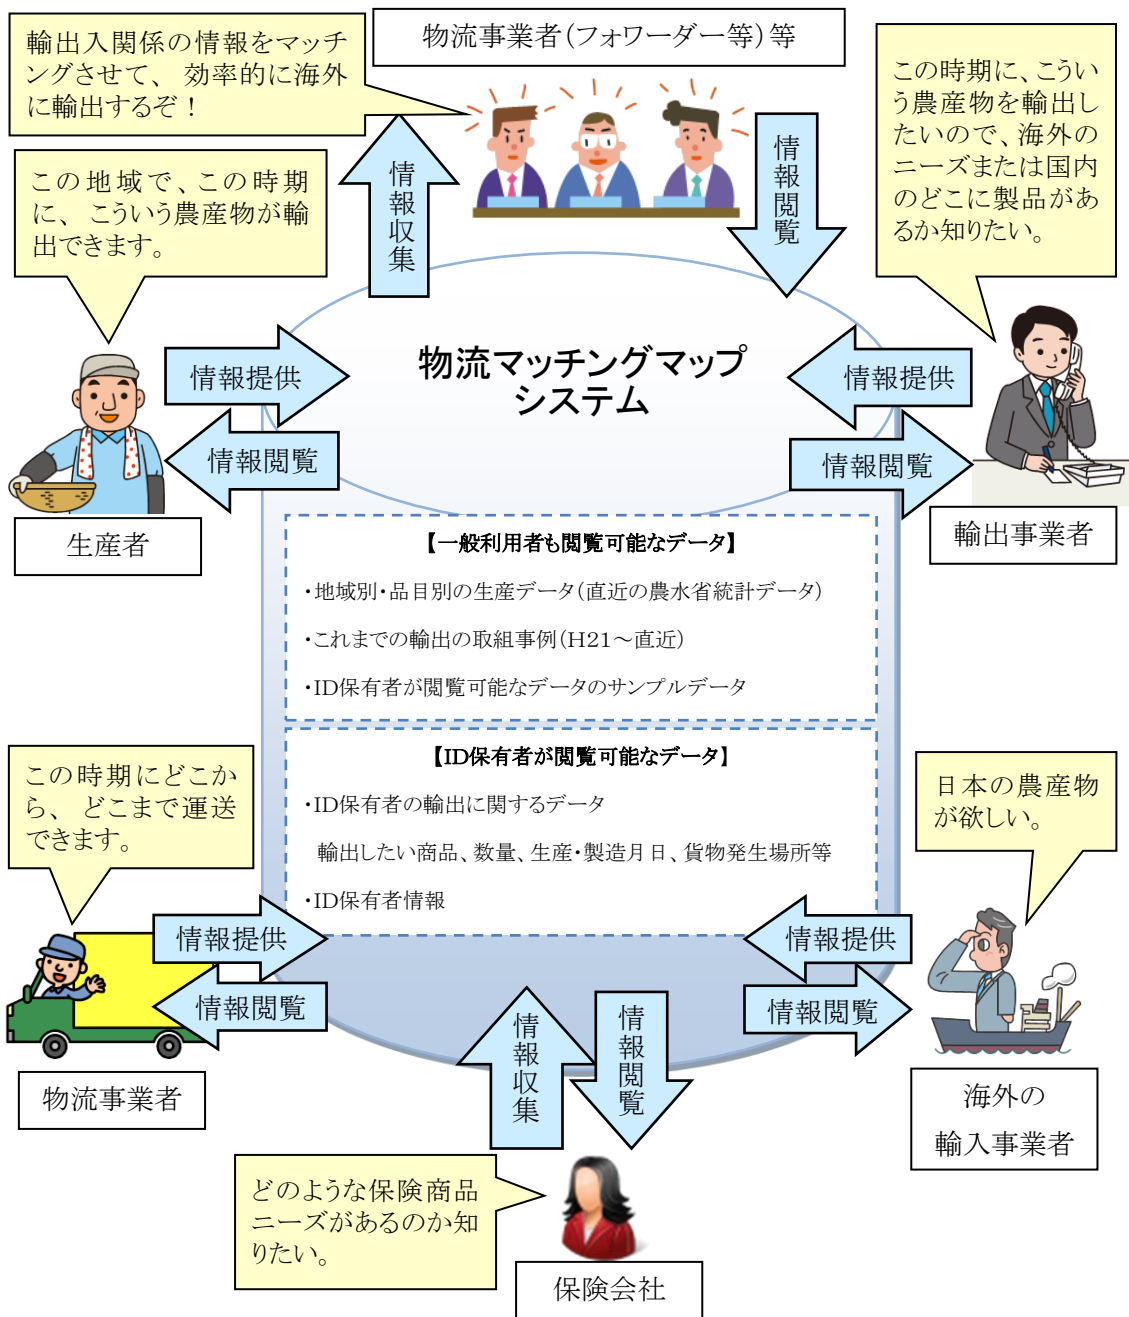 物流事業者（フォワーダー等）等
輸出入関係の情報をマッチ
ングさせて、 効率的に海外
に輸出するぞ！
この時期に、こうい
う農産物を輸出し
たいので、海外の
ニーズまたは国内
のどこに製品があ
るか知りたい。
この地域で、この時期
に、 こういう農産物が輸
出できます。
情報収集
情報閲覧
物流マッチングマップ
システム
情報提供
情報閲覧
情報提供
情報閲覧
生産者
輸出事業者
【一般利用者も閲覧可能なデータ】
・地域別・品目別の生産データ（直近の農水省統計データ）
・これまでの輸出の取組事例（H21～直近）
・ID保有者が閲覧可能なデータのサンプルデータ
【ID保有者が閲覧可能なデータ】
・ID保有者の輸出に関するデータ
輸出したい商品、数量、生産・製造月日、貨物発生場所等
・ID保有者情報
この時期にどこか
ら、 どこまで運送
できます。
日本の農産物
が欲しい。
情報提供
情報閲覧
情報提供
情報閲覧
物流事業者
海外の
輸入事業者
情報収集
情報閲覧
どのような保険商品
ニーズがあるのか知
りたい。
保険会社